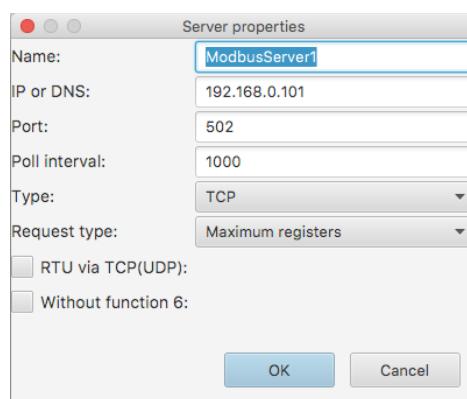 Server properties
Name: ModbusServer1
IP or DNS: 192.168.0.101
Port: 502
Poll interval: 1000
Type: TCP
Request type: Maximum registers
RTU via TCP(UDP):
Without function 6:
OK Cancel